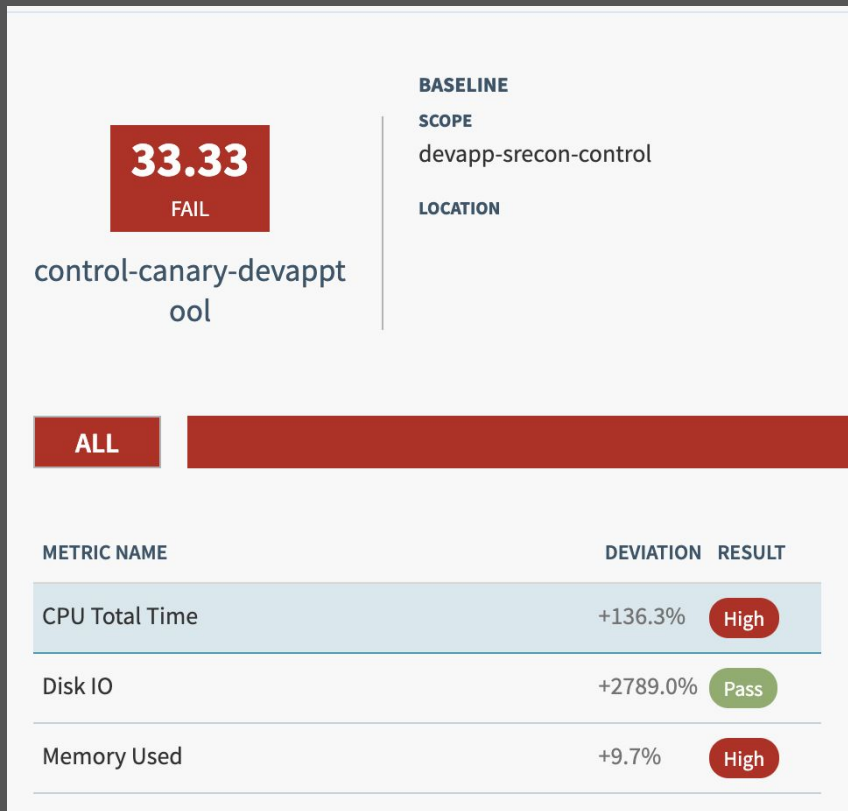 BASELINE
SCOPE
devapp-srecon-control
LOCATION
33.33
FAIL
control-canary-devappt
ool
ALL
METRIC NAME DEVIATION RESULT
CPU Total Time +136.3% High
Disk IO +2789.0% Pass
Memory Used +9.7% High